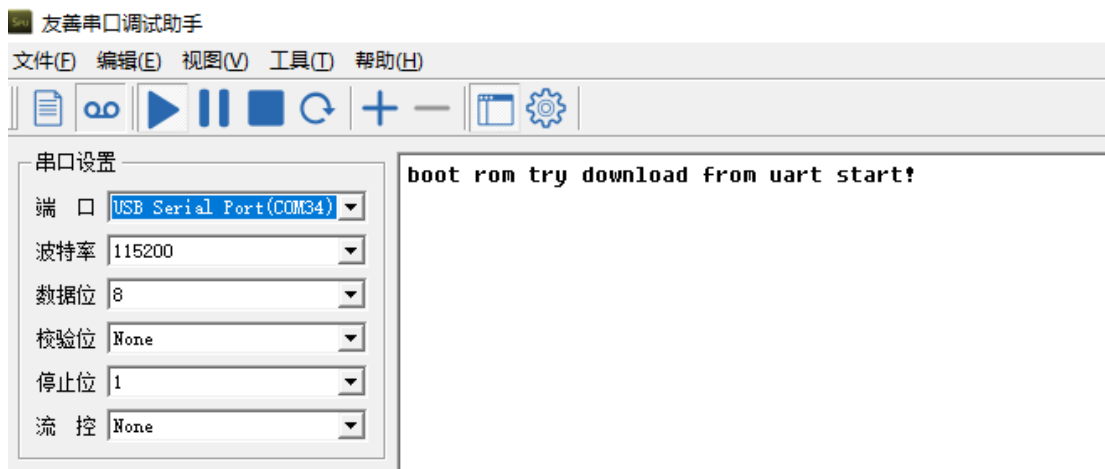 友善串口调试助手
文件(F) 编辑(E) 视图(V) 工具(T) 帮助(H)
串口设置
端 口 USB Serial Port(COM34)
波特率 115200
数据位 8
校验位 None
停止位 1
流 控 None
boot rom try download from uart start!